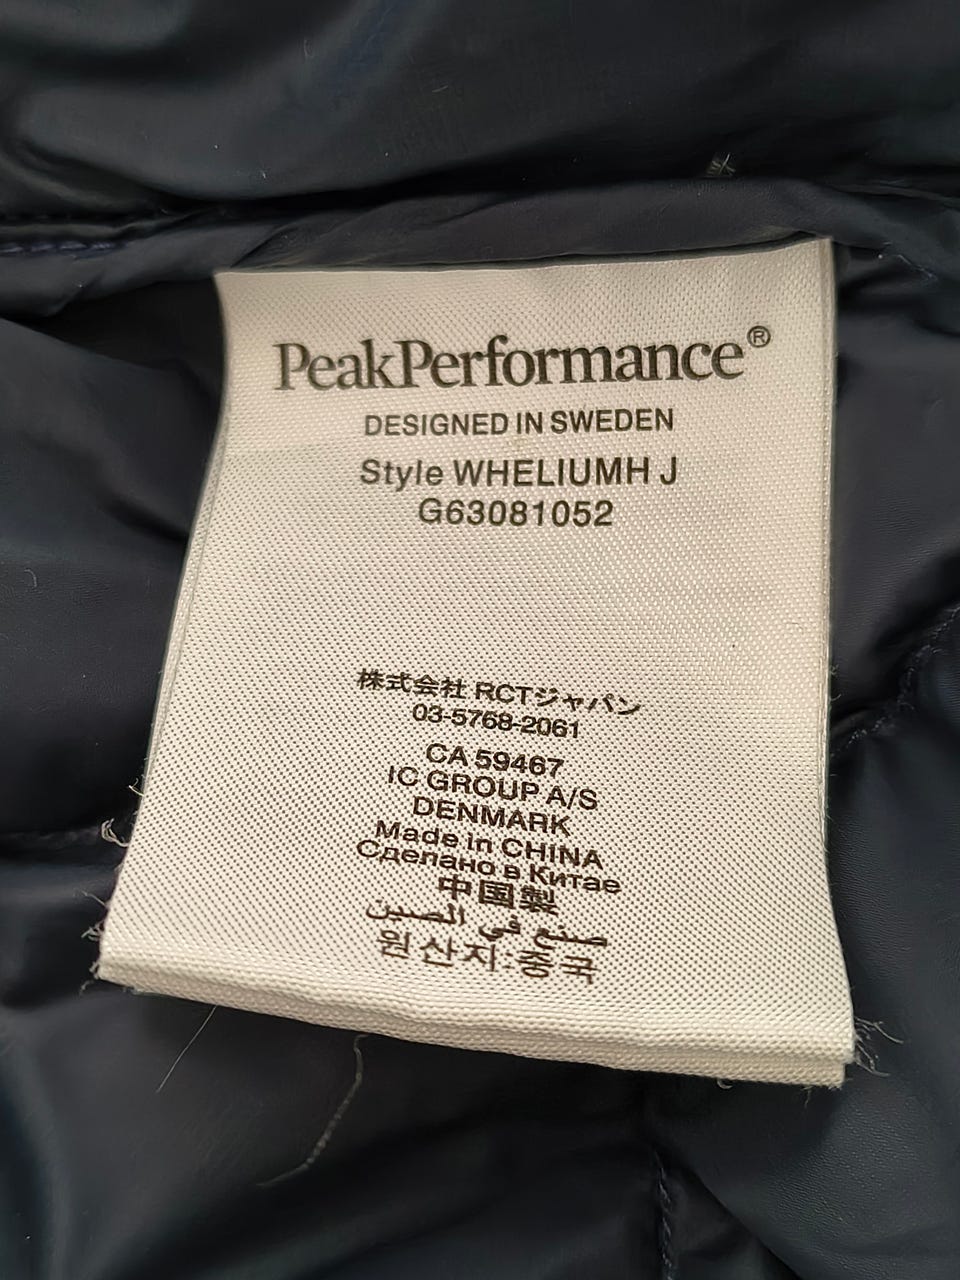 PeakPerformance®
DESIGNED IN SWEDEN
Style WHELIUMH J
G63081052
株式会社 RCTジャパン
03-5768-2061
CA 59467
IC GROUP A/S
DENMARK
Made in CHINA
Сделано в Китае
中国製
صنع في الصين
원산지:중국